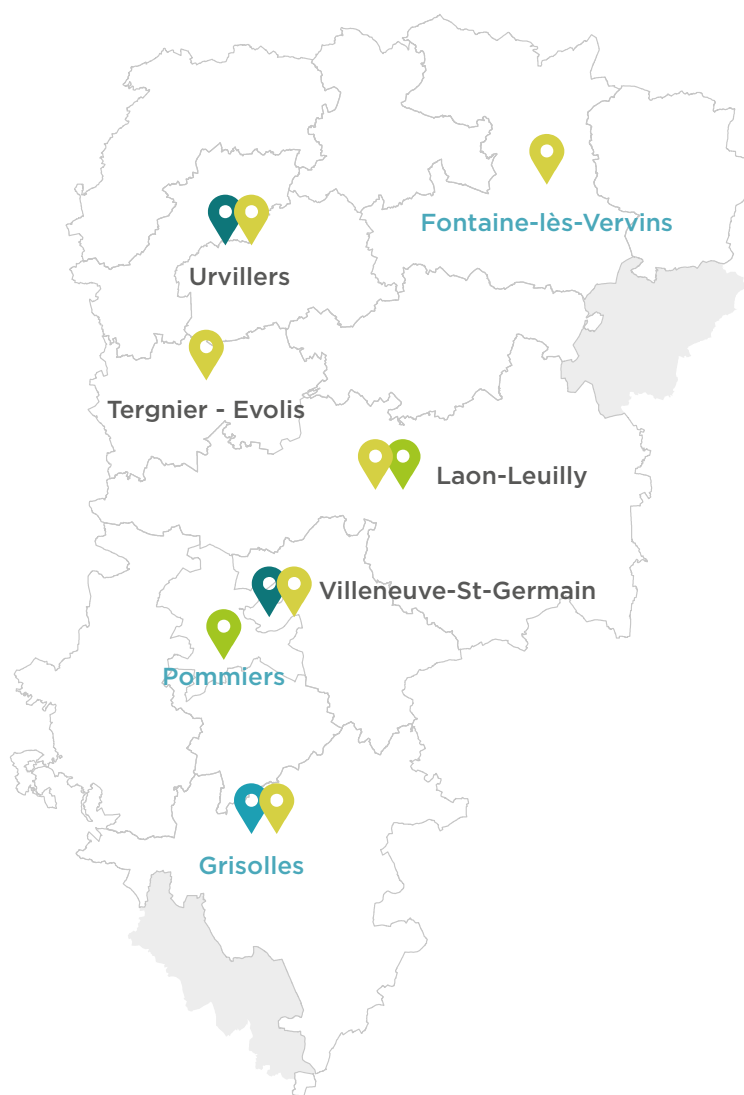 Fontaine-lès-Vervins
Urvillers
Tergnier - Evolis
Laon-Leuilly
Villeneuve-St-Germain
Pommiers
Grisolles